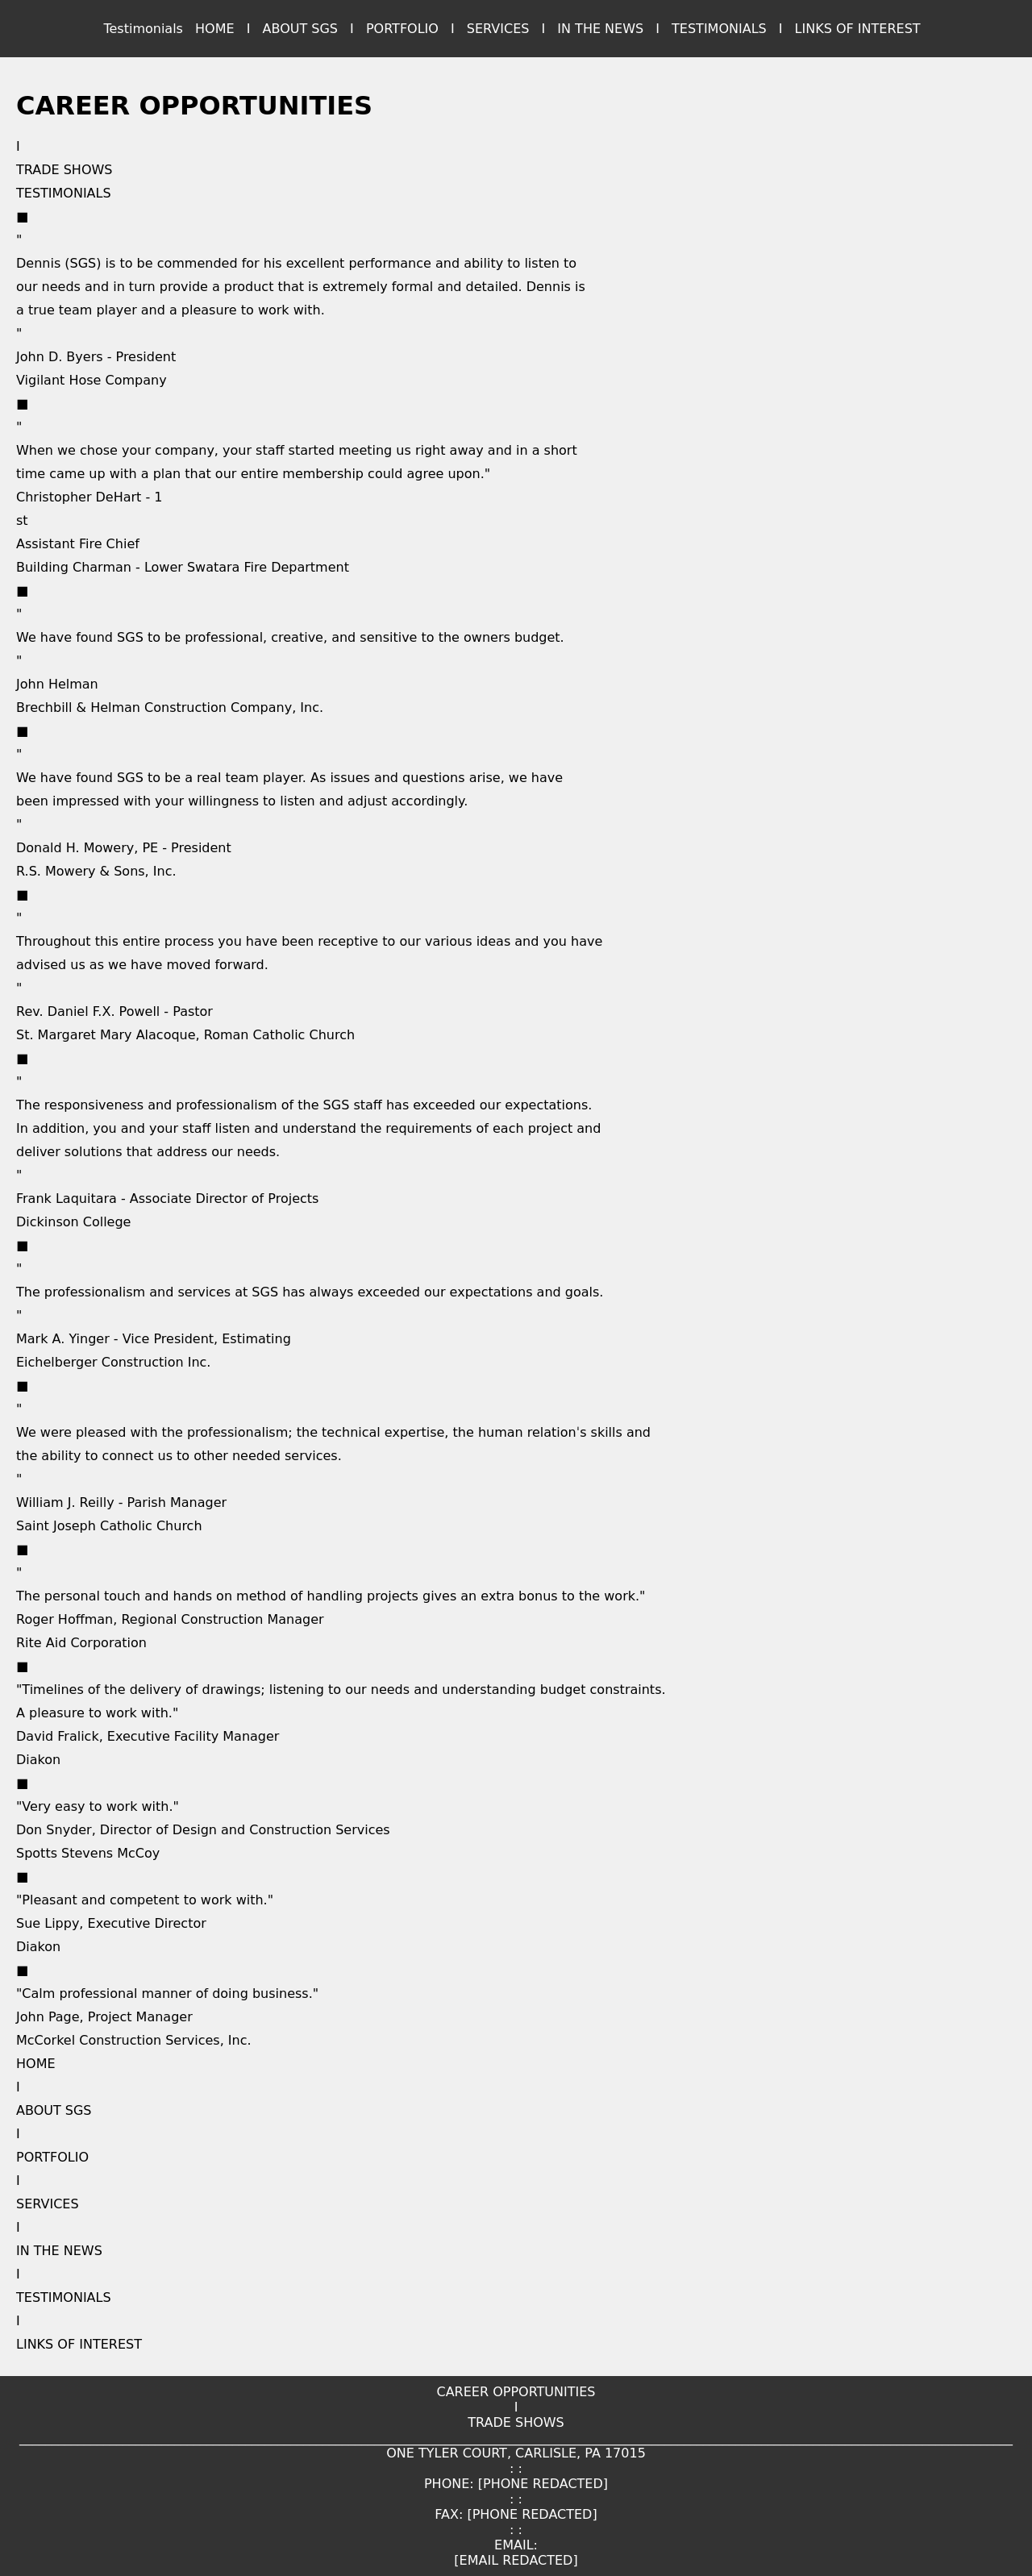 Testimonials HOME I ABOUT SGS I PORTFOLIO I SERVICES I IN THE NEWS I TESTIMONIALS I LINKS OF INTEREST
CAREER OPPORTUNITIES
I
TRADE SHOWS
TESTIMONIALS
■
"
Dennis (SGS) is to be commended for his excellent performance and ability to listen to
our needs and in turn provide a product that is extremely formal and detailed. Dennis is
a true team player and a pleasure to work with.
"
John D. Byers - President
Vigilant Hose Company
■
"
When we chose your company, your staff started meeting us right away and in a short
time came up with a plan that our entire membership could agree upon."
Christopher DeHart - 1
st
Assistant Fire Chief
Building Charman - Lower Swatara Fire Department
■
"
We have found SGS to be professional, creative, and sensitive to the owners budget.
"
John Helman
Brechbill & Helman Construction Company, Inc.
■
"
We have found SGS to be a real team player. As issues and questions arise, we have
been impressed with your willingness to listen and adjust accordingly.
"
Donald H. Mowery, PE - President
R.S. Mowery & Sons, Inc.
■
"
Throughout this entire process you have been receptive to our various ideas and you have
advised us as we have moved forward.
"
Rev. Daniel F.X. Powell - Pastor
St. Margaret Mary Alacoque, Roman Catholic Church
■
"
The responsiveness and professionalism of the SGS staff has exceeded our expectations.
In addition, you and your staff listen and understand the requirements of each project and
deliver solutions that address our needs.
"
Frank Laquitara - Associate Director of Projects
Dickinson College
■
"
The professionalism and services at SGS has always exceeded our expectations and goals.
"
Mark A. Yinger - Vice President, Estimating
Eichelberger Construction Inc.
■
"
We were pleased with the professionalism; the technical expertise, the human relation's skills and
the ability to connect us to other needed services.
"
William J. Reilly - Parish Manager
Saint Joseph Catholic Church
■
"
The personal touch and hands on method of handling projects gives an extra bonus to the work."
Roger Hoffman, Regional Construction Manager
Rite Aid Corporation
■
"Timelines of the delivery of drawings; listening to our needs and understanding budget constraints.
A pleasure to work with."
David Fralick, Executive Facility Manager
Diakon
■
"Very easy to work with."
Don Snyder, Director of Design and Construction Services
Spotts Stevens McCoy
■
"Pleasant and competent to work with."
Sue Lippy, Executive Director
Diakon
■
"Calm professional manner of doing business."
John Page, Project Manager
McCorkel Construction Services, Inc.
HOME
I
ABOUT SGS
I
PORTFOLIO
I
SERVICES
I
IN THE NEWS
I
TESTIMONIALS
I
LINKS OF INTEREST
CAREER OPPORTUNITIES
I
TRADE SHOWS
ONE TYLER COURT, CARLISLE, PA 17015
: :
PHONE: [PHONE REDACTED]
: :
FAX: [PHONE REDACTED]
: :
EMAIL:
[EMAIL REDACTED]